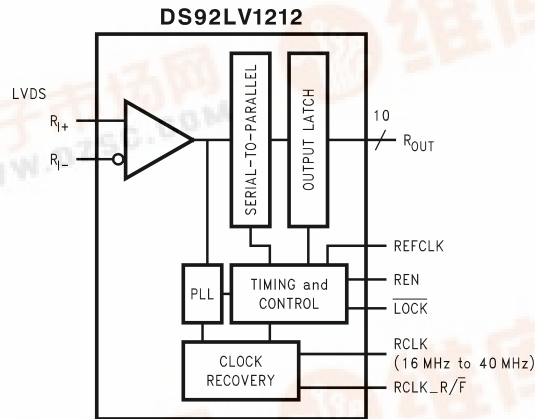 DS92LV1212
LVDS
RI+
RI−
SERIAL-TO-PARALLEL
OUTPUT LATCH
10
ROUT
REFCLK
PLL
TIMING and
CONTROL
REN
L̅O̅C̅K̅
CLOCK
RECOVERY
RCLK
(16 MHz to 40 MHz)
RCLK_R/F̅